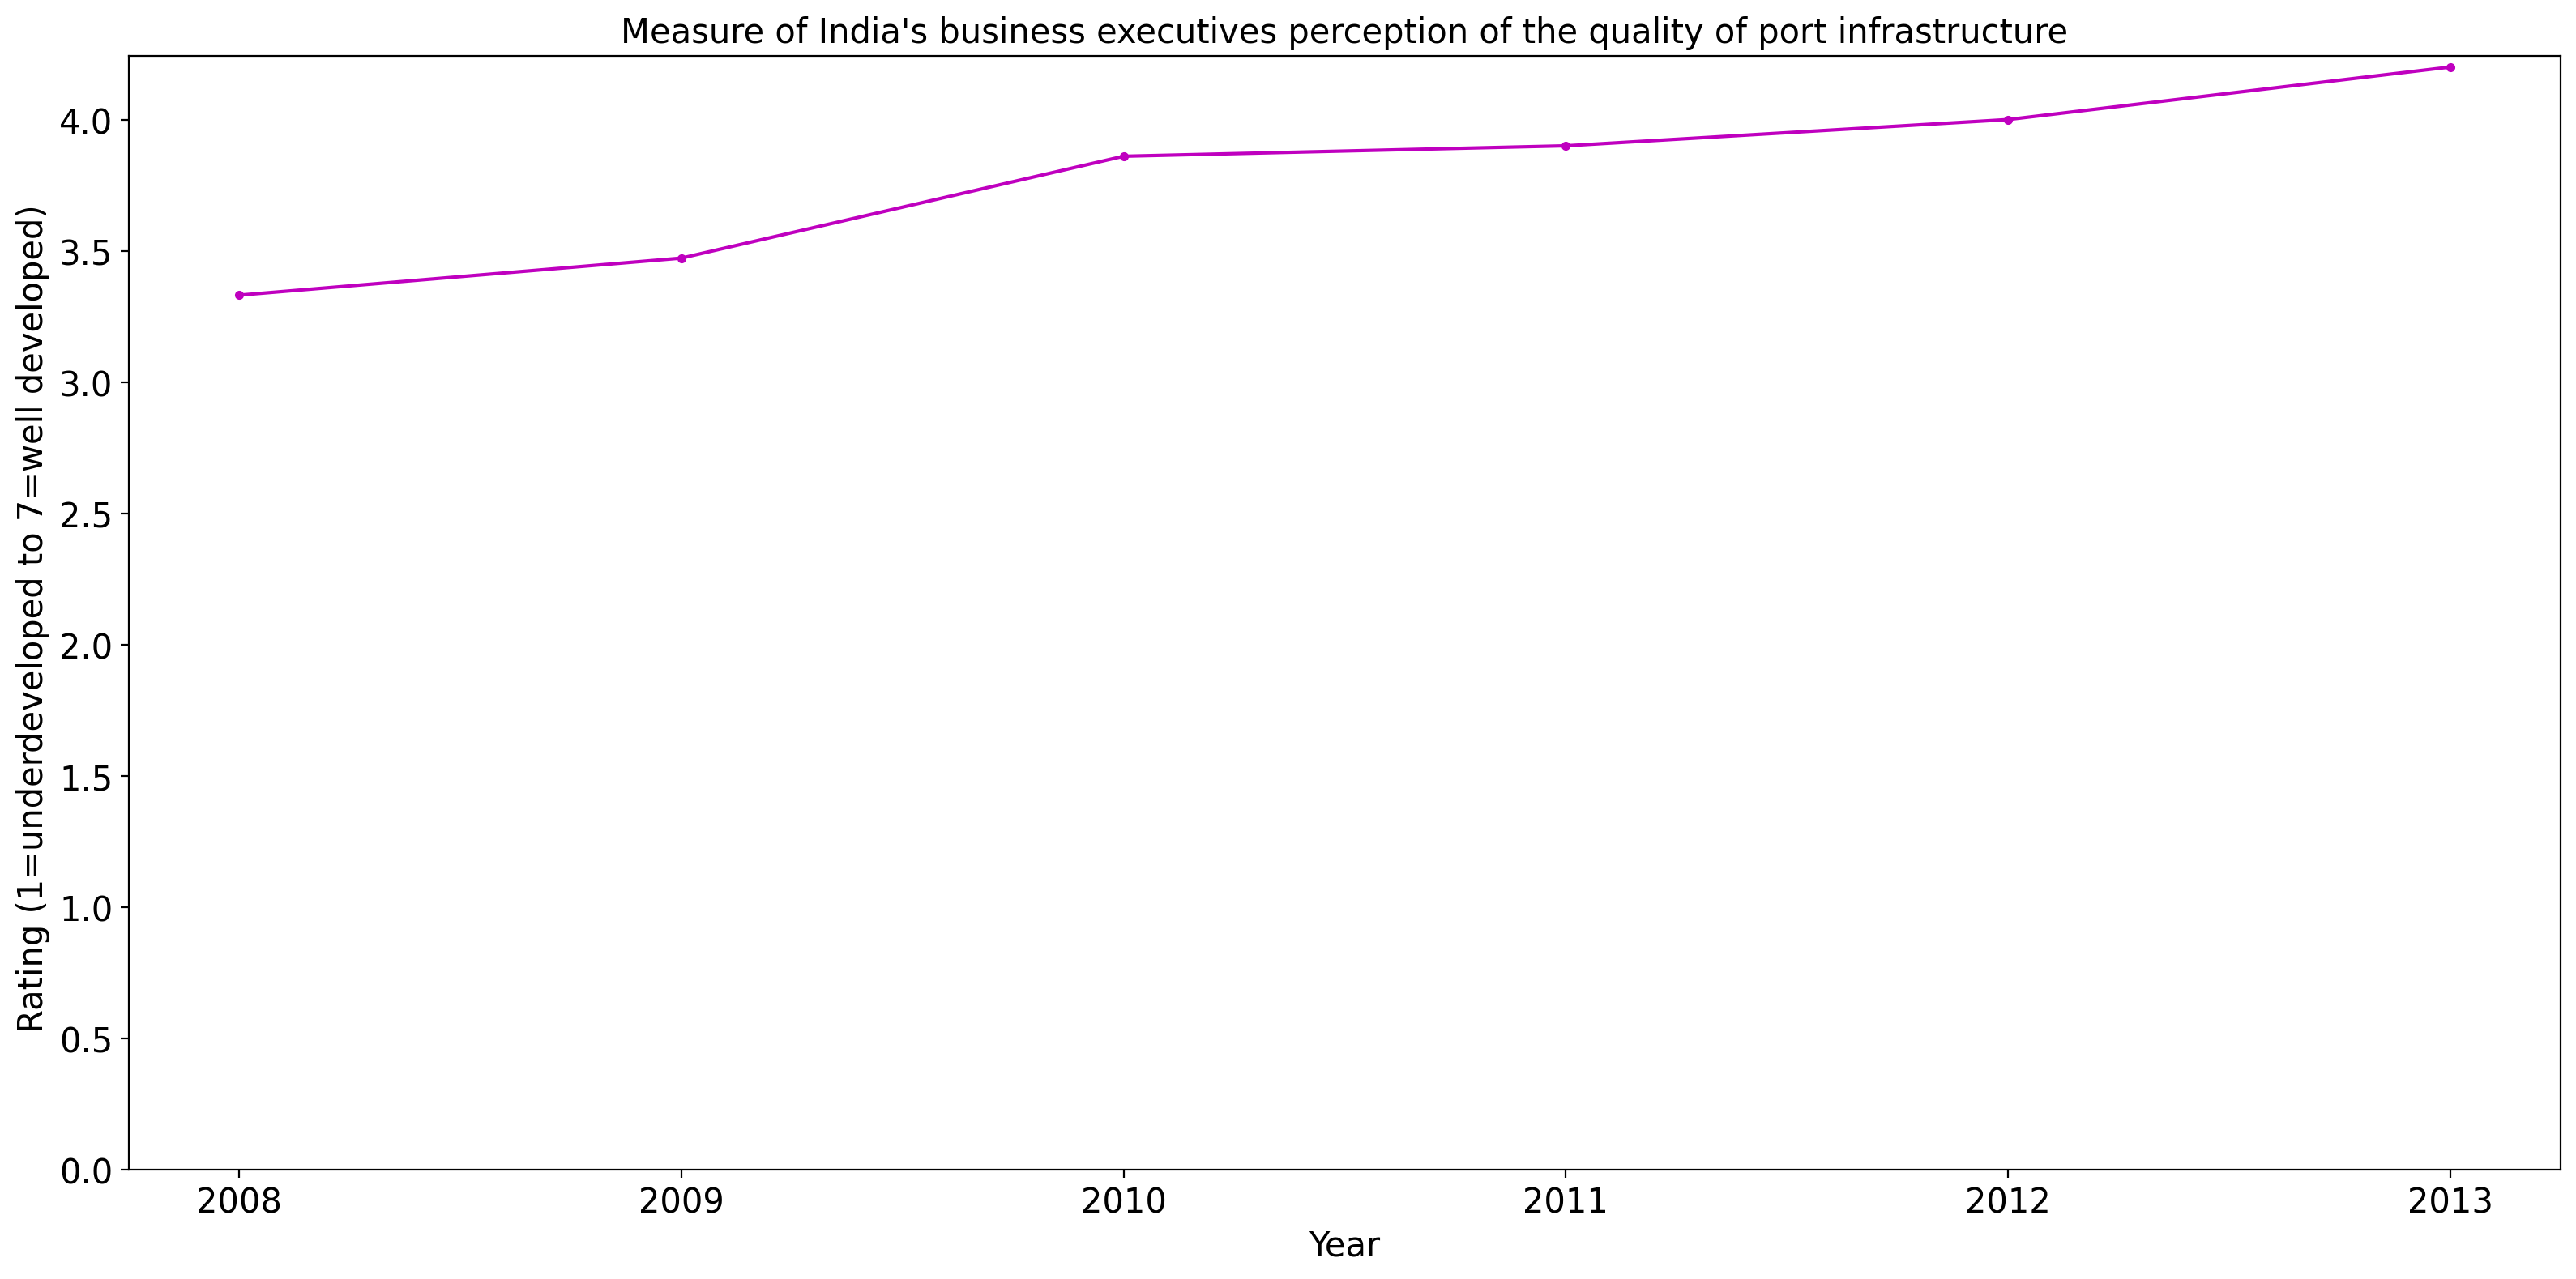 Measure of India's business executives perception of the quality of port infrastructure
Rating (1=underdeveloped to 7=well developed)
4.0
3.5
3.0
2.5
2.0
1.5
1.0
0.5
0.0
2008 2009 2010 2011 2012 2013
Year